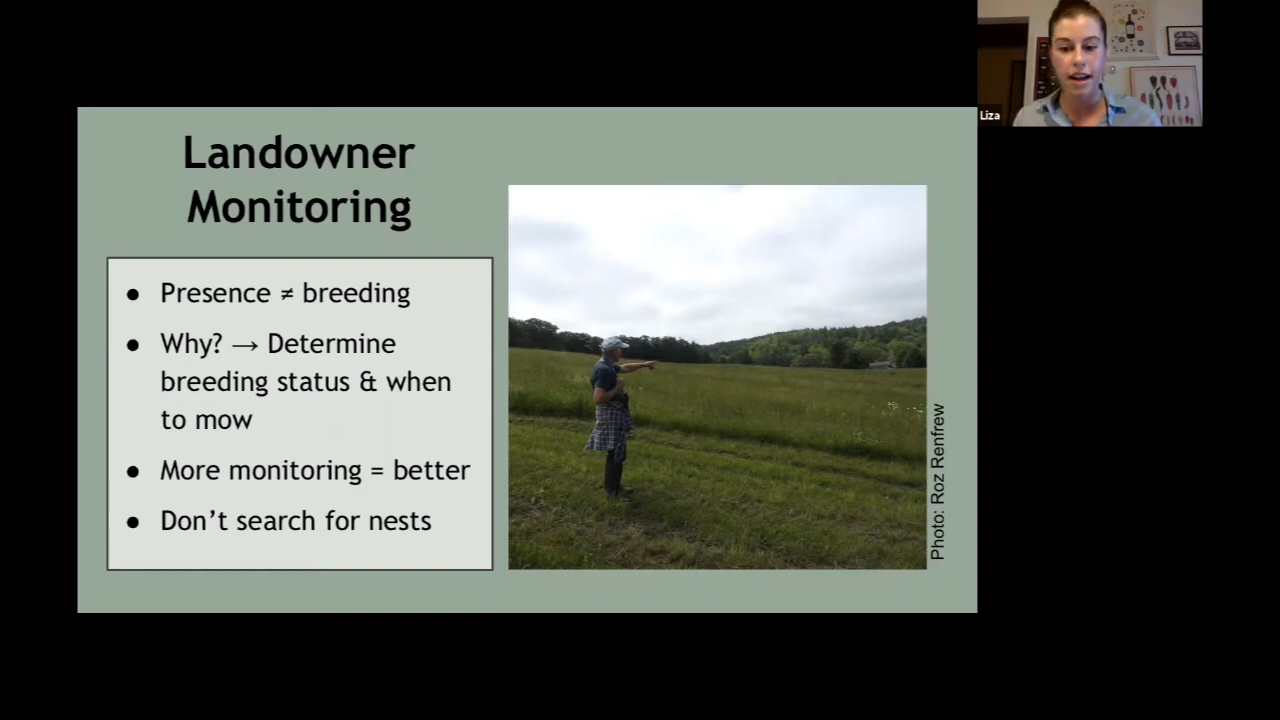 Landowner
Monitoring
● Presence ≠ breeding
● Why? → Determine
breeding status & when
to mow
● More monitoring = better
● Don’t search for nests
Photo: Roz Renfrew
Liza